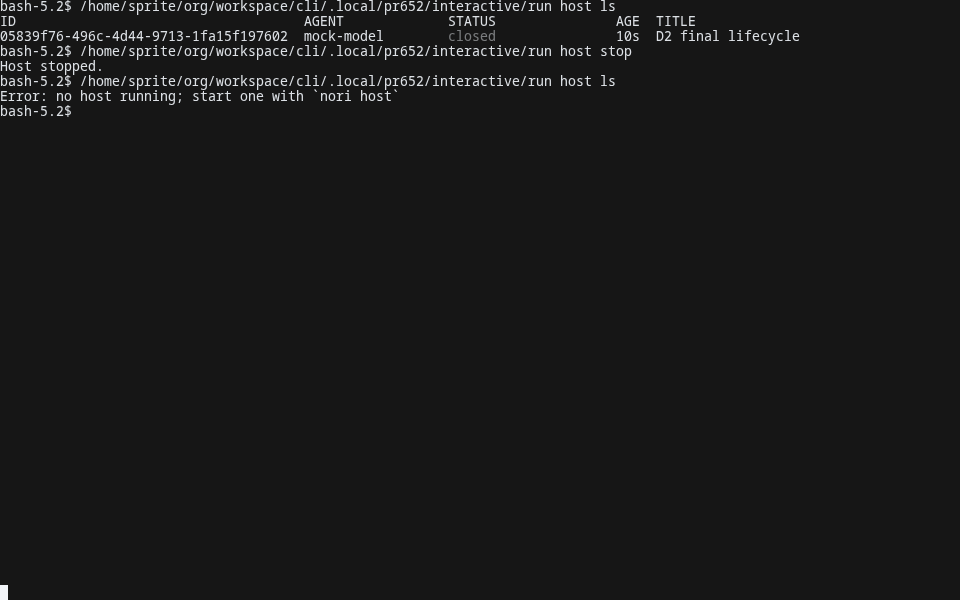 bash-5.2$ /home/sprite/org/workspace/cli/.local/pr652/interactive/run host ls
ID AGENT STATUS AGE TITLE
05839f76-496c-4d44-9713-1fa15f197602 mock-model closed 10s D2 final lifecycle
bash-5.2$ /home/sprite/org/workspace/cli/.local/pr652/interactive/run host stop
Host stopped.
bash-5.2$ /home/sprite/org/workspace/cli/.local/pr652/interactive/run host ls
Error: no host running; start one with `nori host`
bash-5.2$